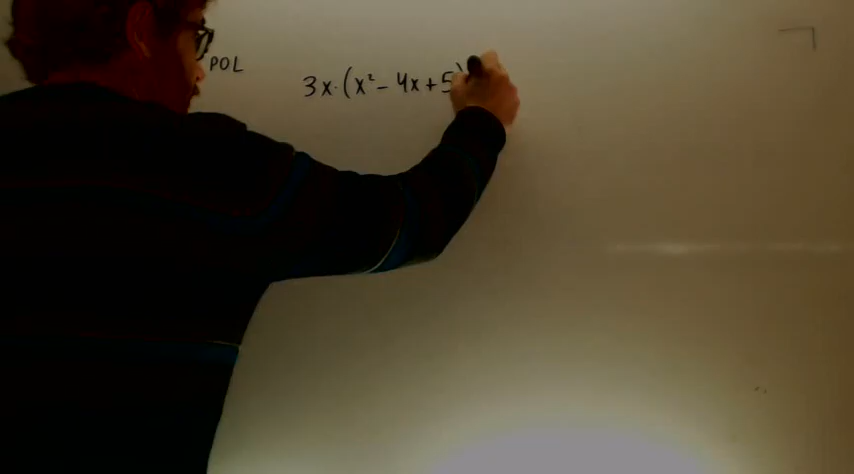 POL
3x·(x² - 4x + 5)